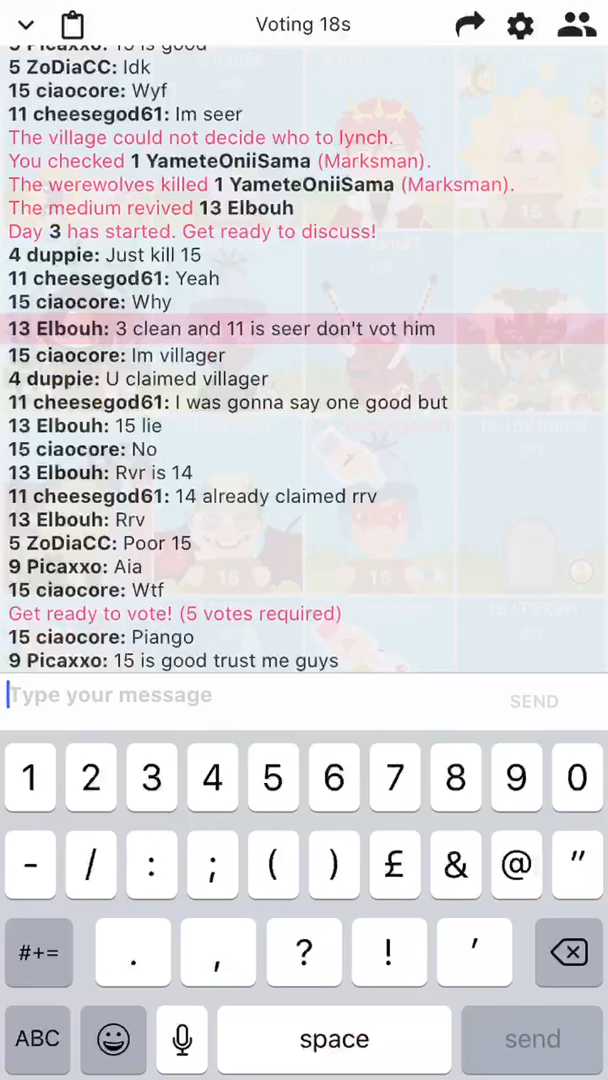 Voting 18s
9 Picaxxo: 15 is good
5 ZoDiaCC: Idk
15 ciaocore: Wyf
11 cheesegod61: Im seer
The village could not decide who to lynch.
You checked 1 YameteOniiSama (Marksman).
The werewolves killed 1 YameteOniiSama (Marksman).
The medium revived 13 Elbouh
Day 3 has started. Get ready to discuss!
4 duppie: Just kill 15
11 cheesegod61: Yeah
15 ciaocore: Why
13 Elbouh: 3 clean and 11 is seer don't vot him
15 ciaocore: Im villager
4 duppie: U claimed villager
11 cheesegod61: I was gonna say one good but
13 Elbouh: 15 lie
15 ciaocore: No
13 Elbouh: Rvr is 14
11 cheesegod61: 14 already claimed rrv
13 Elbouh: Rrv
5 ZoDiaCC: Poor 15
9 Picaxxo: Aia
15 ciaocore: Wtf
Get ready to vote! (5 votes required)
15 ciaocore: Piango
9 Picaxxo: 15 is good trust me guys
Type your message
SEND
1 2 3 4 5 6 7 8 9 0
- / : ; ( ) £ & @ "
#+= . , ? ! '
ABC space send